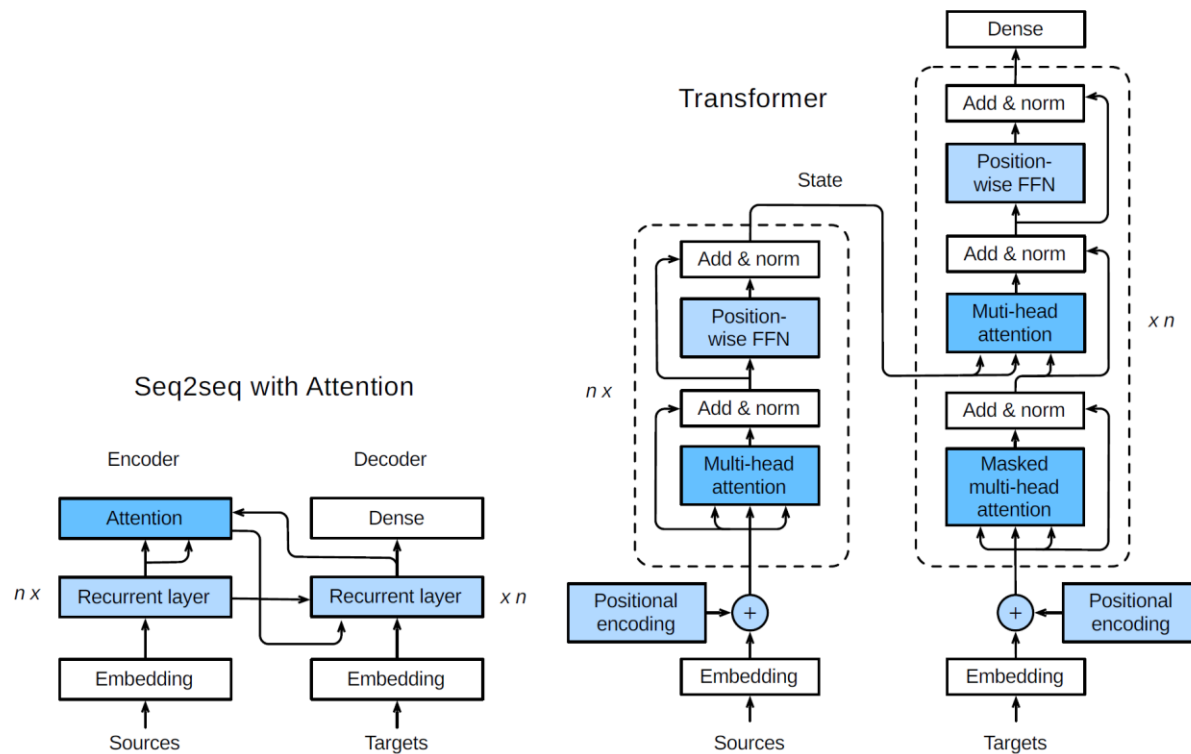 Seq2seq with Attention
Encoder
Decoder
Attention
Dense
n x
Recurrent layer
Recurrent layer
x n
Embedding
Embedding
Sources
Targets
Transformer
State
n x
Add & norm
Position-
wise FFN
Add & norm
Multi-head
attention
Positional
encoding
+
Embedding
Sources
Dense
Add & norm
Position-
wise FFN
Add & norm
Muti-head
attention
x n
Add & norm
Masked
multi-head
attention
+
Positional
encoding
Embedding
Targets